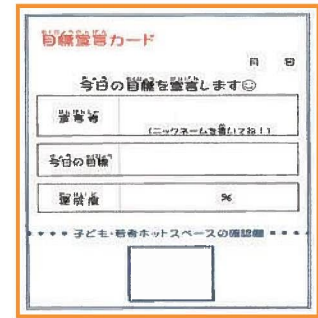 目標宣言カード
月 日
今日の目標を宣言します☺
宣言者
(ニックネームを書いてね!)
今日の目標
達成度 %
子ども・若者ホットスペースの確認欄